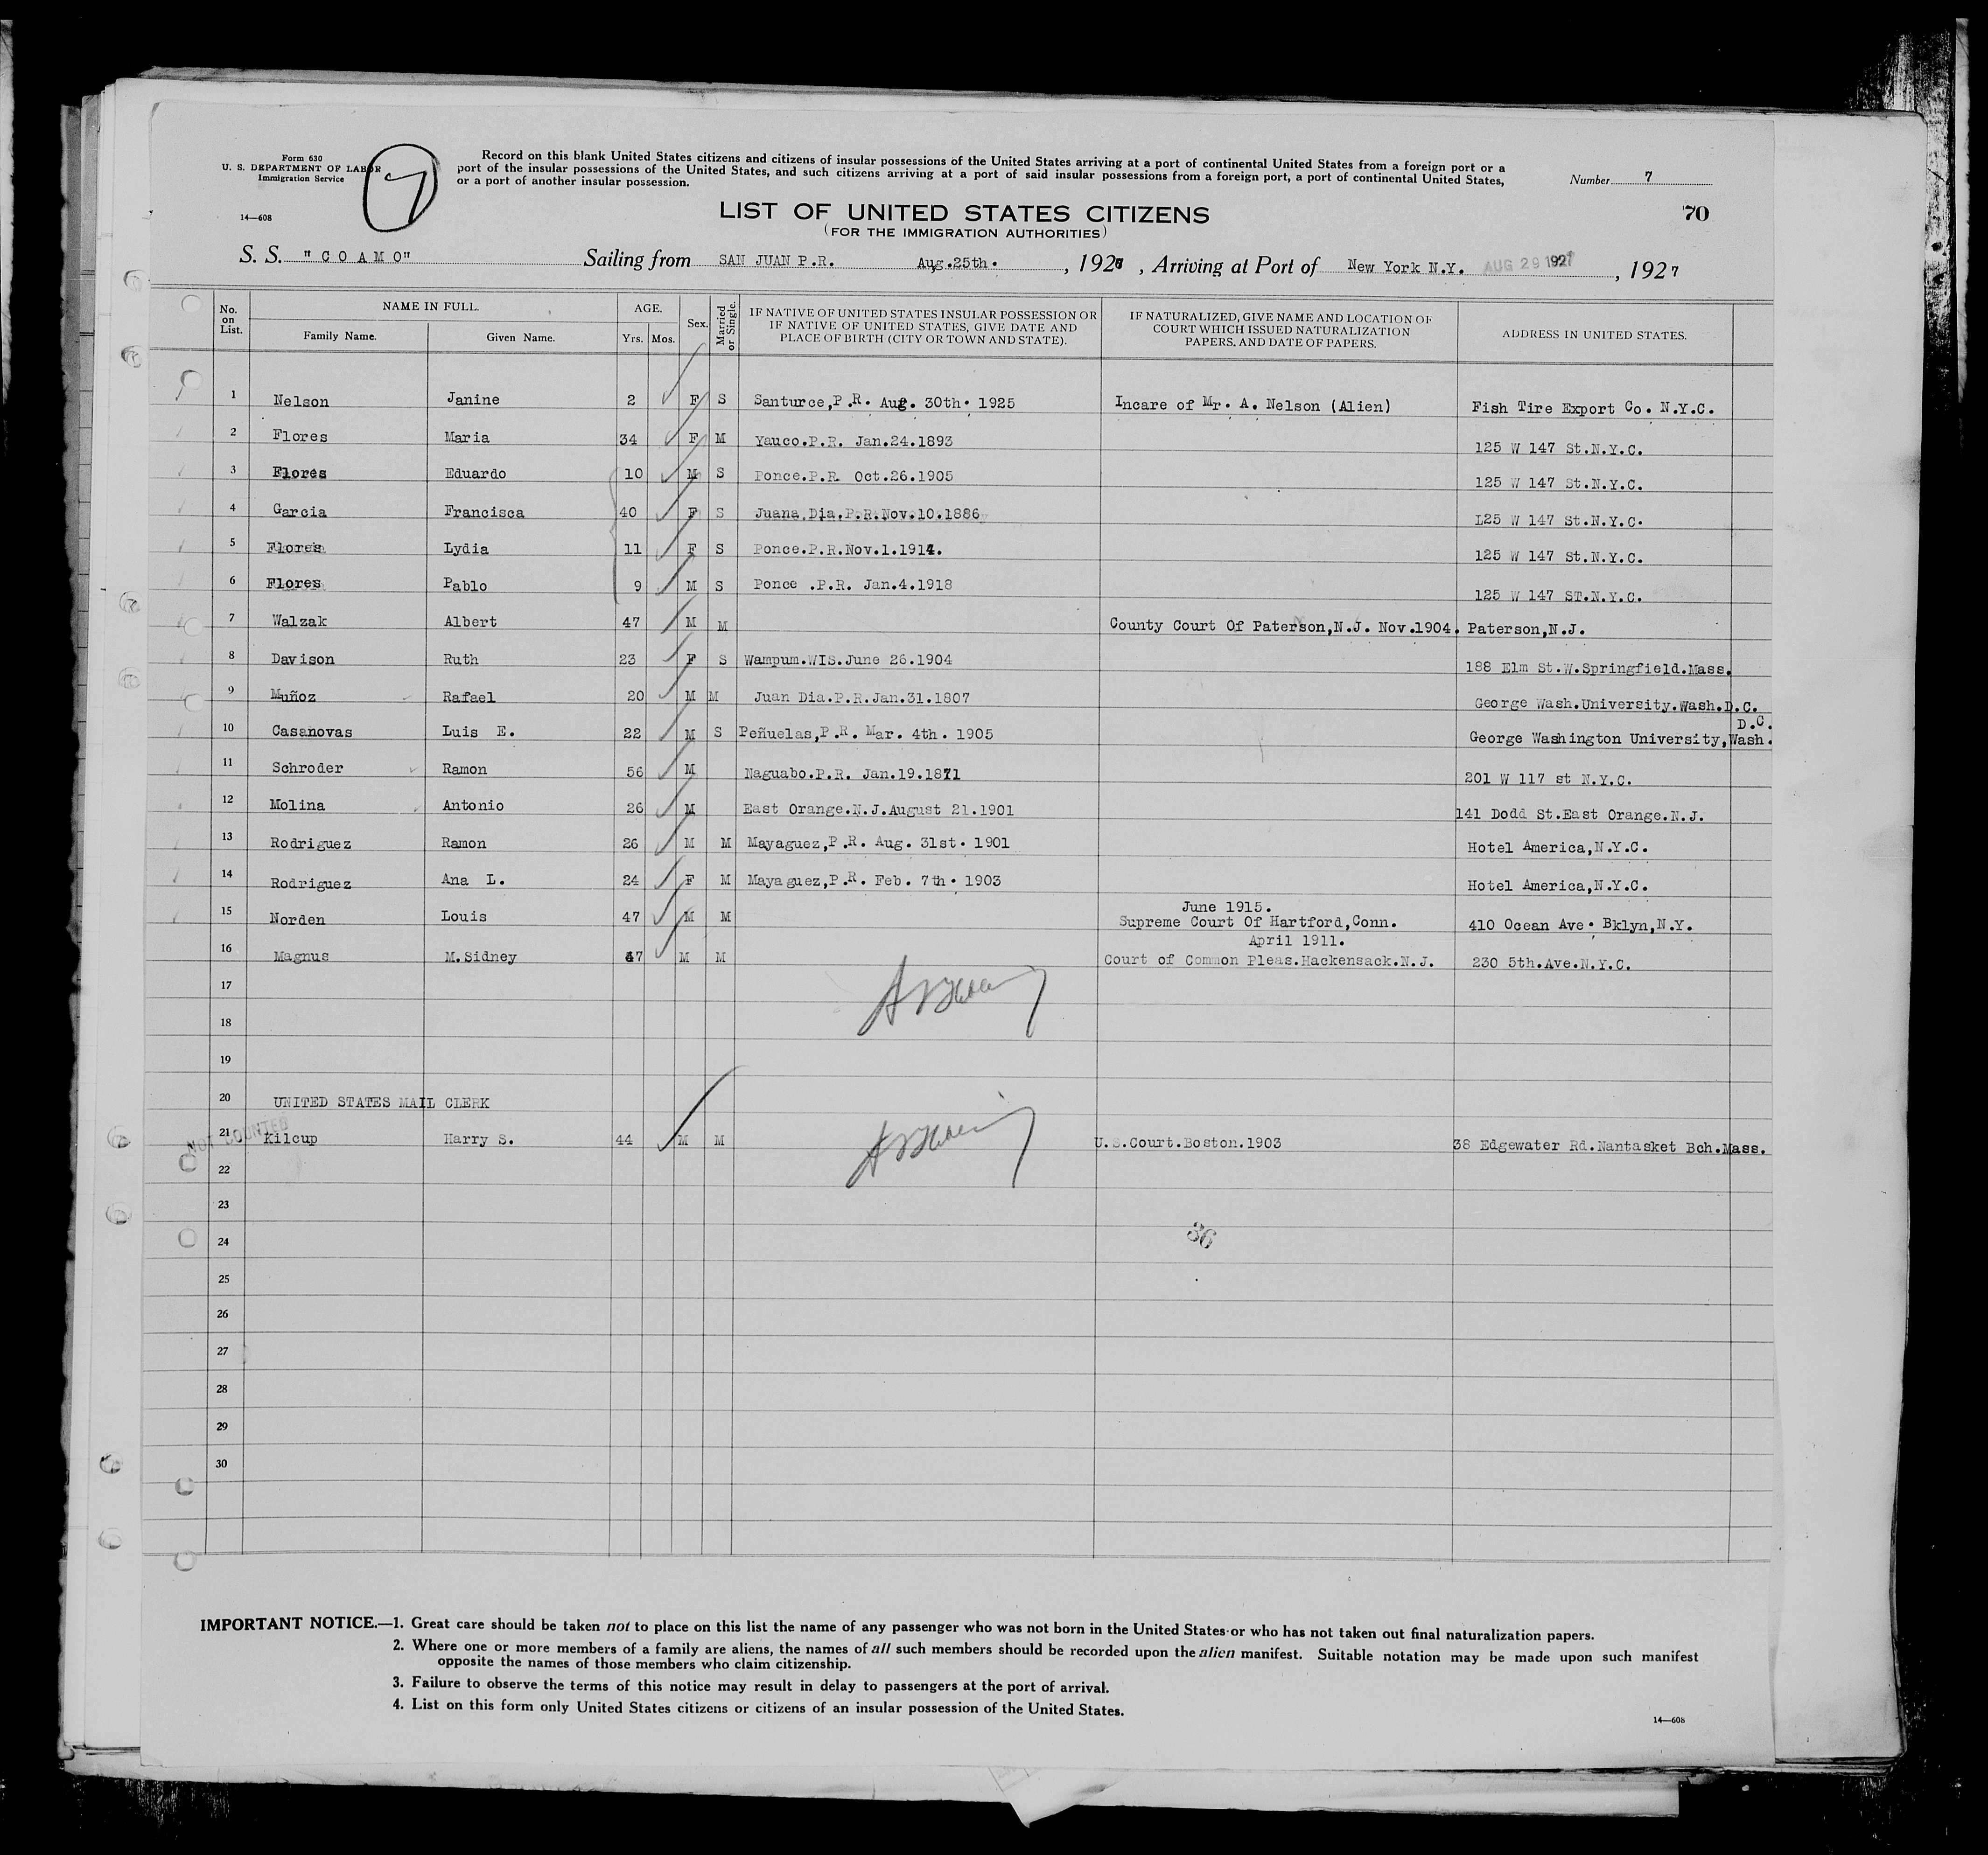 Form 630
U. S. DEPARTMENT OF LABOR
Immigration Service
14—608
7
Record on this blank United States citizens and citizens of insular possessions of the United States arriving at a port of continental United States from a foreign port or a
port of the insular possessions of the United States, and such citizens arriving at a port of said insular possessions from a foreign port, a port of continental United States,
or a port of another insular possession.
Number 7
70
LIST OF UNITED STATES CITIZENS
(FOR THE IMMIGRATION AUTHORITIES)
S. S. "COAMO" Sailing from SAN JUAN P.R. Aug.25th. , 1927 , Arriving at Port of New York N.Y. AUG 29 1927 , 1927
No. on List. NAME IN FULL. Family Name. Given Name. AGE. Yrs. Mos. Sex. Married or Single. IF NATIVE OF UNITED STATES INSULAR POSSESSION OR IF NATIVE OF UNITED STATES, GIVE DATE AND PLACE OF BIRTH (CITY OR TOWN AND STATE). IF NATURALIZED, GIVE NAME AND LOCATION OF COURT WHICH ISSUED NATURALIZATION PAPERS, AND DATE OF PAPERS. ADDRESS IN UNITED STATES.
1 Nelson Janine 2 F S Santurce,P.R. Aug. 30th. 1925 Incare of Mr. A. Nelson (Alien) Fish Tire Export Co. N.Y.C.
2 Flores Maria 34 F M Yauco.P.R. Jan.24.1893 125 W 147 St.N.Y.C.
3 Flores Eduardo 10 M S Ponce.P.R. Oct.26.1905 125 W 147 St.N.Y.C.
4 Garcia Francisca 40 F S Juana Dia.P.R.Nov.10.1886 125 W 147 St.N.Y.C.
5 Flores Lydia 11 F S Ponce.P.R.Nov.1.1914. 125 W 147 St.N.Y.C.
6 Flores Pablo 9 M S Ponce .P.R. Jan.4.1918 125 W 147 ST.N.Y.C.
7 Walzak Albert 47 M M County Court Of Paterson,N.J. Nov.1904. Paterson,N.J.
8 Davison Ruth 23 F S Wampum.WIS.June 26.1904 188 Elm St.W.Springfield.Mass.
9 Muñoz Rafael 20 M M Juan Dia.P.R.Jan.31.1807 George Wash.University.Wash.D.C.
10 Casanovas Luis E. 22 M S Peñuelas,P.R. Mar. 4th. 1905 George Washington University,Wash. D.C.
11 Schroder Ramon 56 M Naguabo.P.R. Jan.19.1871 201 W 117 st N.Y.C.
12 Molina Antonio 26 M East Orange.N.J.August 21.1901 141 Dodd St.East Orange.N.J.
13 Rodriguez Ramon 26 M M Mayaguez,P.R. Aug. 31st. 1901 Hotel America,N.Y.C.
14 Rodriguez Ana L. 24 F M Mayaguez,P.R. Feb. 7th. 1903 Hotel America,N.Y.C.
June 1915.
15 Norden Louis 47 M M Supreme Court Of Hartford,Conn. 410 Ocean Ave. Bklyn,N.Y.
April 1911.
16 Magnus M.Sidney 47 M M Court of Common Pleas.Hackensack.N.J. 230 5th.Ave.N.Y.C.
17
18
19
20 UNITED STATES MAIL CLERK
NOT COUNTED
21 Kilcup Harry S. 44 M M U.S.Court.Boston.1903 38 Edgewater Rd.Nantasket Bch.Mass.
22
23
24
36
25
26
27
28
29
30
IMPORTANT NOTICE.—1. Great care should be taken not to place on this list the name of any passenger who was not born in the United States or who has not taken out final naturalization papers.
2. Where one or more members of a family are aliens, the names of all such members should be recorded upon the alien manifest. Suitable notation may be made upon such manifest
opposite the names of those members who claim citizenship.
3. Failure to observe the terms of this notice may result in delay to passengers at the port of arrival.
4. List on this form only United States citizens or citizens of an insular possession of the United States.
14—608